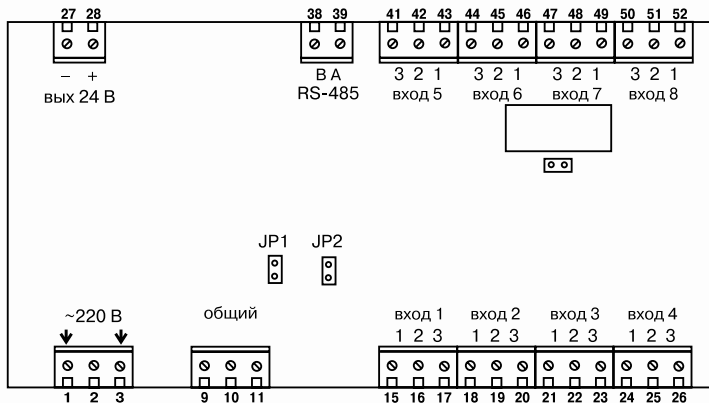 27 28 38 39 41 42 43 44 45 46 47 48 49 50 51 52
– + B A 3 2 1 3 2 1 3 2 1 3 2 1
вых 24 В RS-485 вход 5 вход 6 вход 7 вход 8
JP1 JP2
~220 В общий вход 1 вход 2 вход 3 вход 4
1 2 3 1 2 3 1 2 3 1 2 3
1 2 3 9 10 11 15 16 17 18 19 20 21 22 23 24 25 26